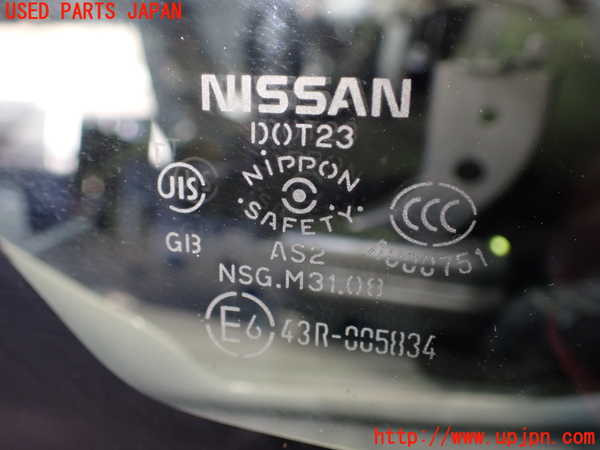 USED PARTS JAPAN
NISSAN
DOT23
NIPPON
SAFETY
JIS
CCC
GB
AS2
NSG.M31.08
E6 43R-005834
http://www.upjpn.com/